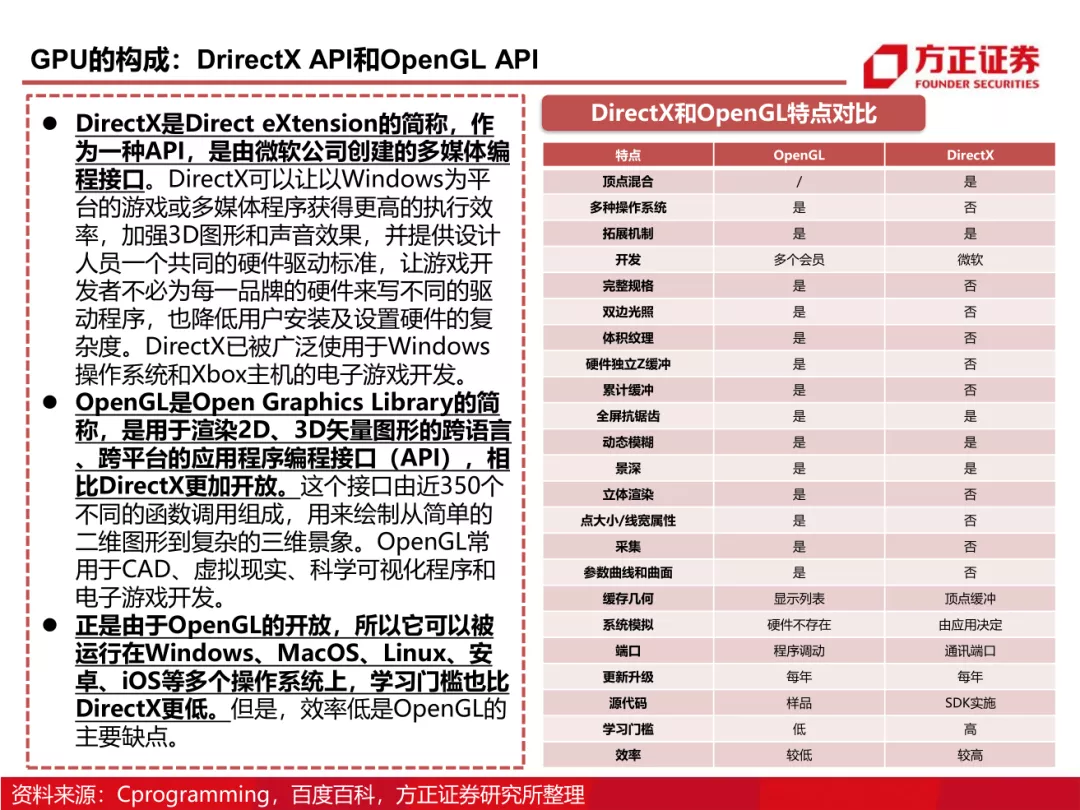 GPU的构成：DrirectX API和OpenGL API
方正证券
FOUNDER SECURITIES
● DirectX是Direct eXtension的简称，作
为一种API，是由微软公司创建的多媒体编
程接口。DirectX可以让以Windows为平
台的游戏或多媒体程序获得更高的执行效
率，加强3D图形和声音效果，并提供设计
人员一个共同的硬件驱动标准，让游戏开
发者不必为每一品牌的硬件来写不同的驱
动程序，也降低用户安装及设置硬件的复
杂度。DirectX已被广泛使用于Windows
操作系统和Xbox主机的电子游戏开发。
● OpenGL是Open Graphics Library的简
称，是用于渲染2D、3D矢量图形的跨语言
、跨平台的应用程序编程接口（API），相
比DirectX更加开放。这个接口由近350个
不同的函数调用组成，用来绘制从简单的
二维图形到复杂的三维景象。OpenGL常
用于CAD、虚拟现实、科学可视化程序和
电子游戏开发。
● 正是由于OpenGL的开放，所以它可以被
运行在Windows、MacOS、Linux、安
卓、iOS等多个操作系统上，学习门槛也比
DirectX更低。但是，效率低是OpenGL的
主要缺点。
DirectX和OpenGL特点对比
特点 OpenGL DirectX
顶点混合 / 是
多种操作系统 是 否
拓展机制 是 是
开发 多个会员 微软
完整规格 是 否
双边光照 是 否
体积纹理 是 否
硬件独立Z缓冲 是 否
累计缓冲 是 否
全屏抗锯齿 是 是
动态模糊 是 是
景深 是 是
立体渲染 是 否
点大小/线宽属性 是 否
采集 是 否
参数曲线和曲面 是 否
缓存几何 显示列表 顶点缓冲
系统模拟 硬件不存在 由应用决定
端口 程序调动 通讯端口
更新升级 每年 每年
源代码 样品 SDK实施
学习门槛 低 高
效率 较低 较高
资料来源：Cprogramming，百度百科，方正证券研究所整理